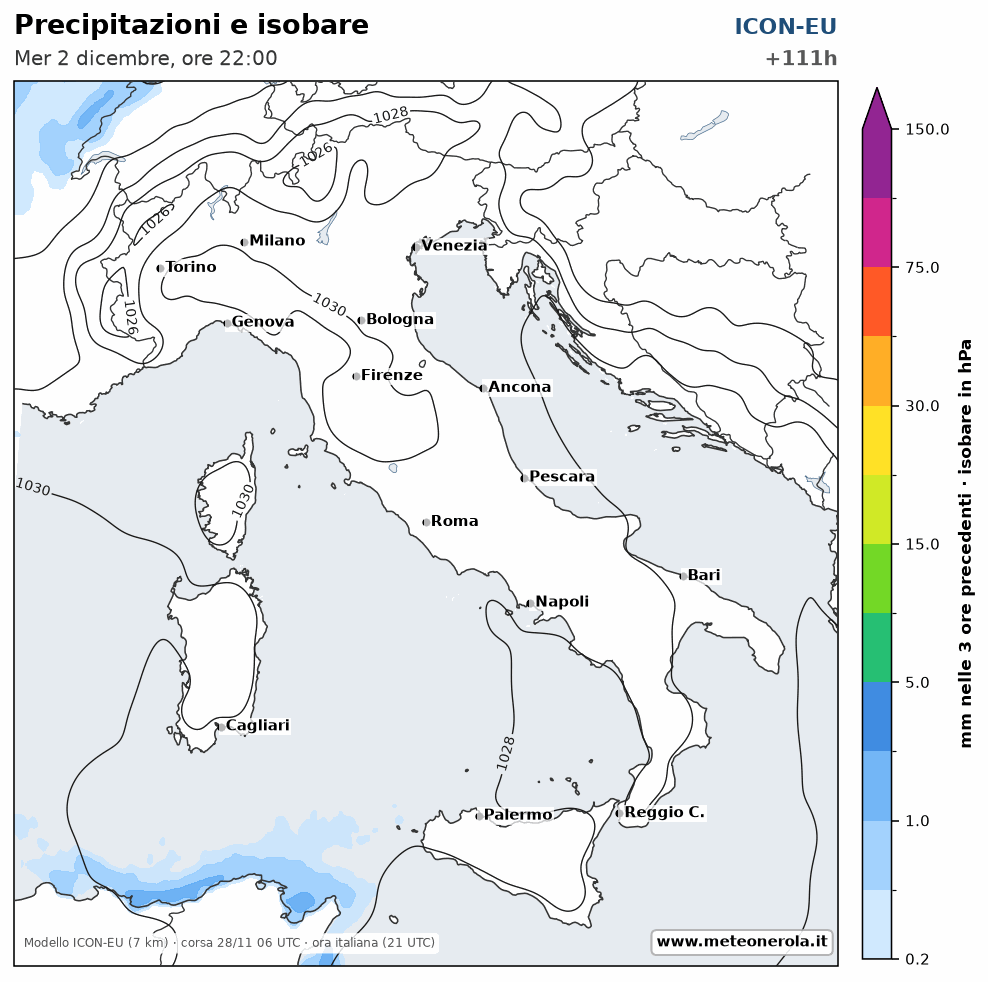 Precipitazioni e isobare
ICON-EU
Mer 2 dicembre, ore 22:00
+111h
1028
1026
1026
Milano
Venezia
Torino
1030
1026
Genova
Bologna
Firenze
Ancona
Pescara
1030
1030
Roma
Bari
Napoli
Cagliari
1028
Palermo
Reggio C.
Modello ICON-EU (7 km) · corsa 28/11 06 UTC · ora italiana (21 UTC)
www.meteonerola.it
150.0
75.0
30.0
15.0
5.0
1.0
0.2
mm nelle 3 ore precedenti · isobare in hPa